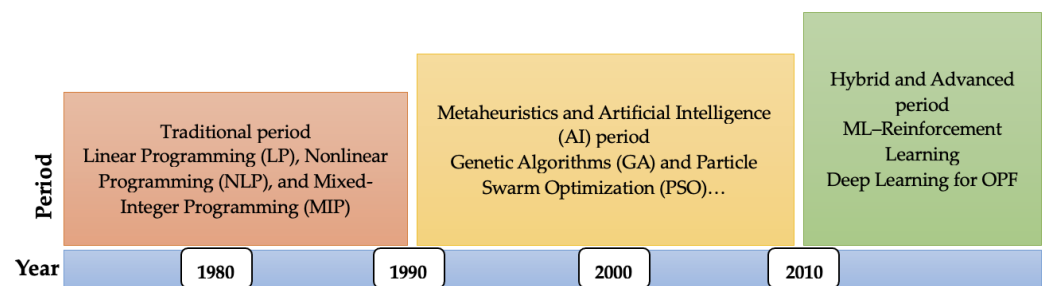 Traditional period
Linear Programming (LP), Nonlinear
Programming (NLP), and Mixed-
Integer Programming (MIP)
Metaheuristics and Artificial Intelligence
(AI) period
Genetic Algorithms (GA) and Particle
Swarm Optimization (PSO)…
Hybrid and Advanced
period
ML–Reinforcement
Learning
Deep Learning for OPF
Period
Year
1980
1990
2000
2010